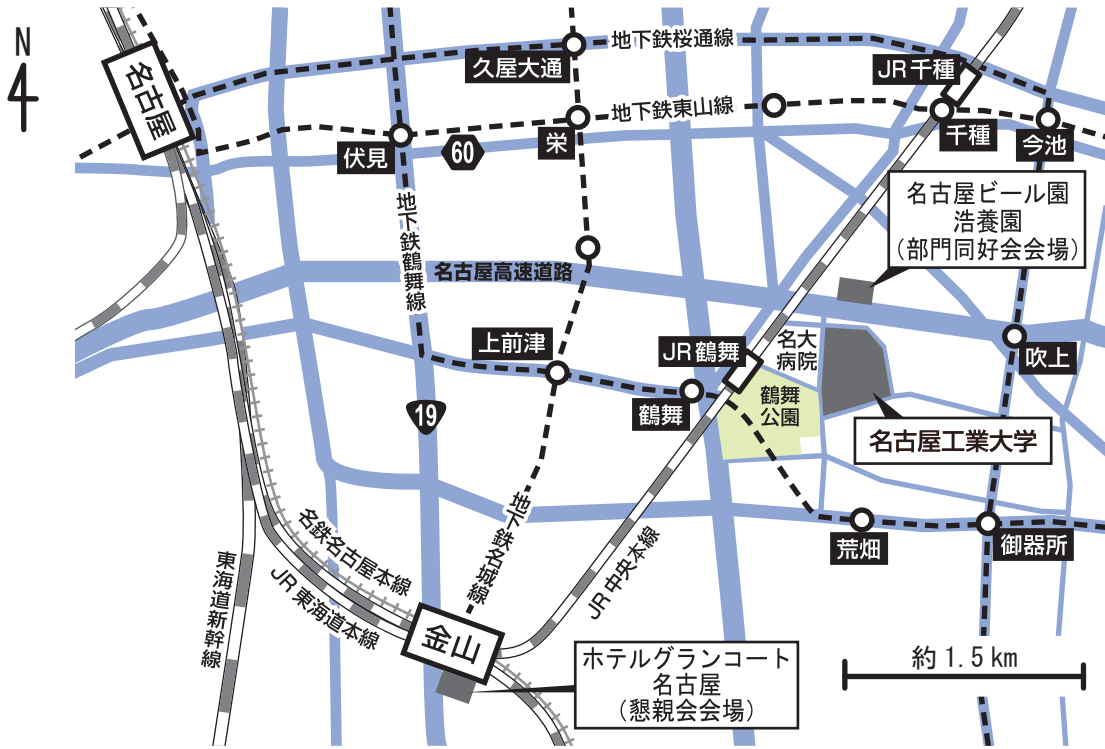 N
4
名古屋
久屋大通
地下鉄桜通線
JR千種
地下鉄東山線
伏見
60
栄
千種
今池
名古屋ビール園
浩養園
(部門同好会会場)
地下鉄鶴舞線
名古屋高速道路
上前津
JR鶴舞
名大
病院
吹上
鶴舞
鶴舞
公園
19
名古屋工業大学
地下鉄名城線
名鉄名古屋本線
JR東海道本線
東海道新幹線
JR中央本線
荒畑
御器所
金山
ホテルグランコート
名古屋
(懇親会会場)
約1.5km